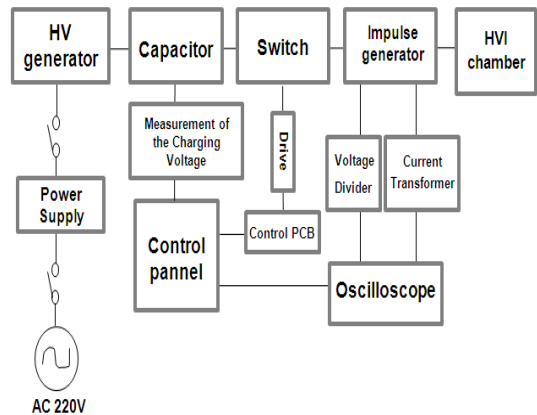 HV
generator
Capacitor
Switch
Impulse
generator
HVI
chamber
Measurement of
the Charging
Voltage
Drive
Voltage
Divider
Current
Transformer
Power
Supply
Control
pannel
Control PCB
Oscilloscope
AC 220V